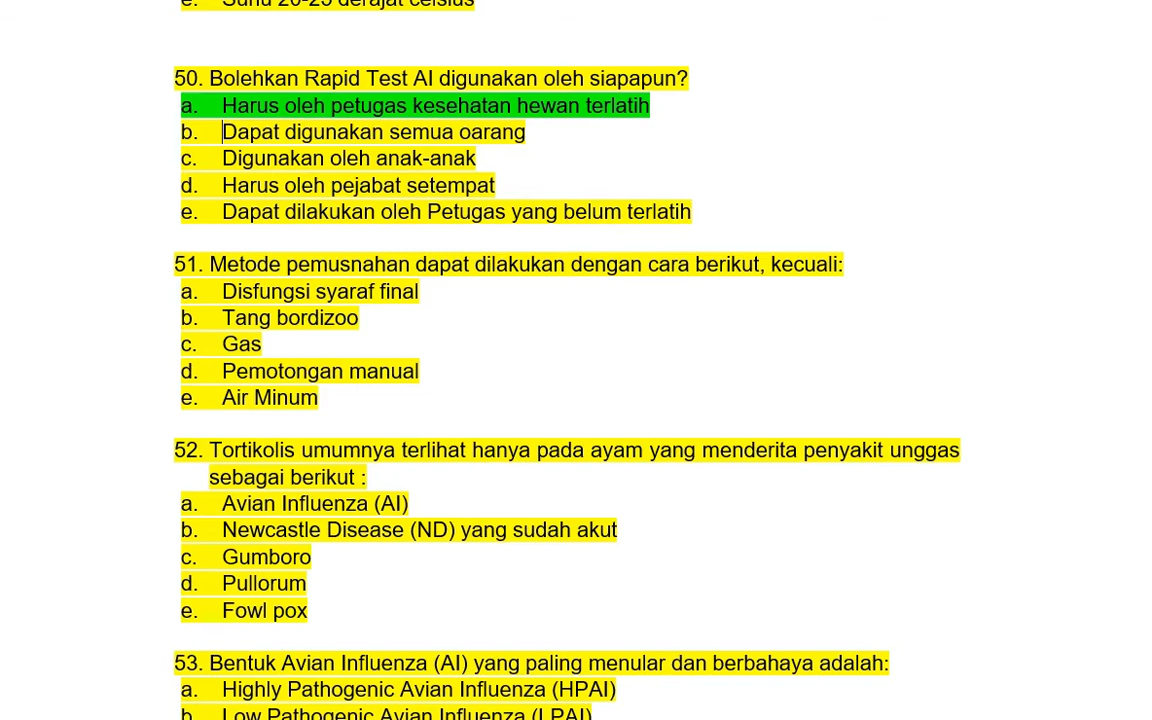 e. Suhu 20-25 derajat celsius
50. Bolehkan Rapid Test AI digunakan oleh siapapun?
a. Harus oleh petugas kesehatan hewan terlatih
b. Dapat digunakan semua oarang
c. Digunakan oleh anak-anak
d. Harus oleh pejabat setempat
e. Dapat dilakukan oleh Petugas yang belum terlatih
51. Metode pemusnahan dapat dilakukan dengan cara berikut, kecuali:
a. Disfungsi syaraf final
b. Tang bordizoo
c. Gas
d. Pemotongan manual
e. Air Minum
52. Tortikolis umumnya terlihat hanya pada ayam yang menderita penyakit unggas
sebagai berikut :
a. Avian Influenza (AI)
b. Newcastle Disease (ND) yang sudah akut
c. Gumboro
d. Pullorum
e. Fowl pox
53. Bentuk Avian Influenza (AI) yang paling menular dan berbahaya adalah:
a. Highly Pathogenic Avian Influenza (HPAI)
b. Low Pathogenic Avian Influenza (LPAI)